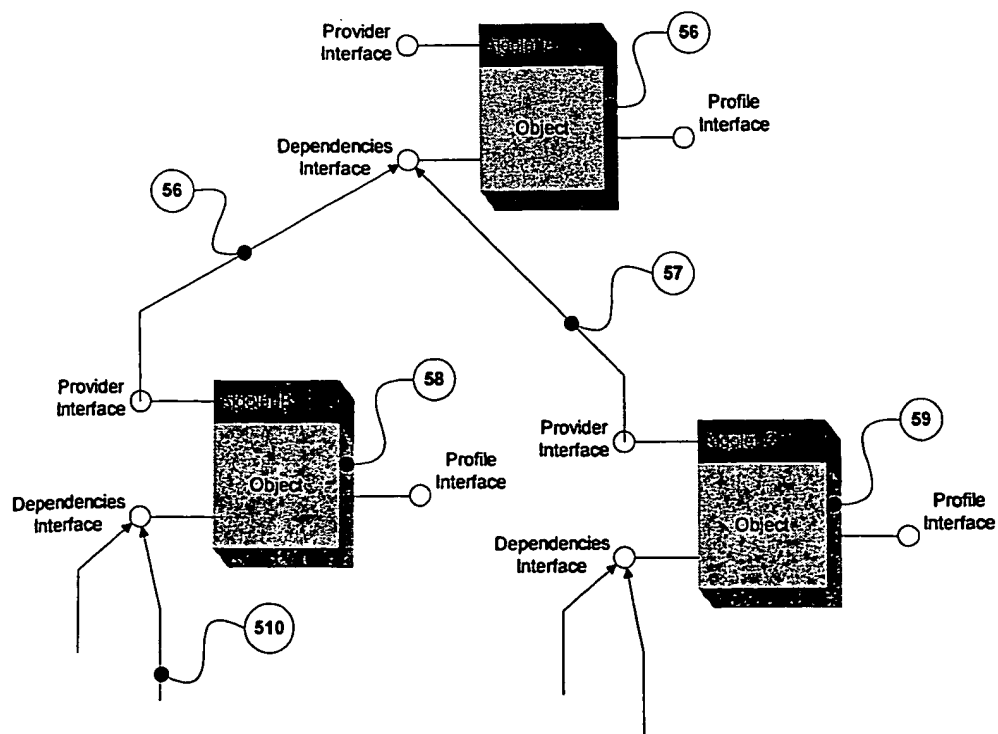 Provider
Interface
56
Profile
Interface
Object
Dependencies
Interface
56
57
Provider
Interface
58
Profile
Interface
Object
Dependencies
Interface
510
Provider
Interface
59
Profile
Interface
Object
Dependencies
Interface